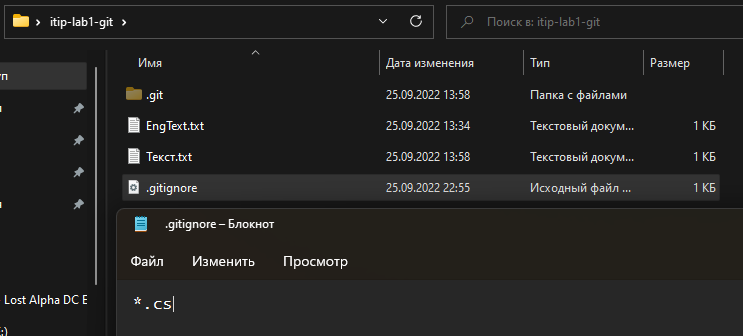 itip-lab1-git
Поиск в: itip-lab1-git
Имя Дата изменения Тип Размер
.git 25.09.2022 13:58 Папка с файлами
EngText.txt 25.09.2022 13:34 Текстовый докум... 1 КБ
Текст.txt 25.09.2022 13:58 Текстовый докум... 1 КБ
.gitignore 25.09.2022 22:55 Исходный файл ... 1 КБ
.gitignore – Блокнот
Файл Изменить Просмотр
*.cs
Lost Alpha DC E